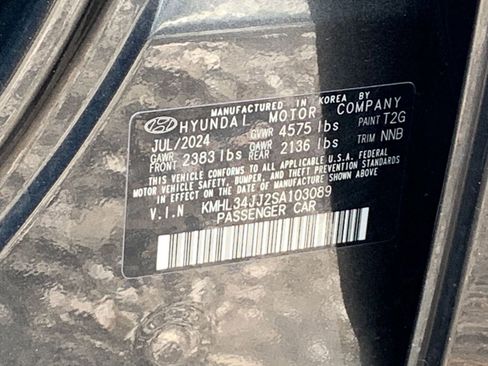 MANUFACTURED IN KOREA BY
HYUNDAI MOTOR COMPANY
JUL/2024 GVWR 4575 lbs PAINT T2G
GAWR FRONT 2383 lbs GAWR REAR 2136 lbs TRIM NNB
THIS VEHICLE CONFORMS TO ALL APPLICABLE U.S.A. FEDERAL
MOTOR VEHICLE SAFETY, BUMPER, AND THEFT PREVENTION STANDARDS
IN EFFECT ON THE DATE OF MANUFACTURE SHOWN ABOVE.
V.I.N KMHL34JJ2SA103089
PASSENGER CAR